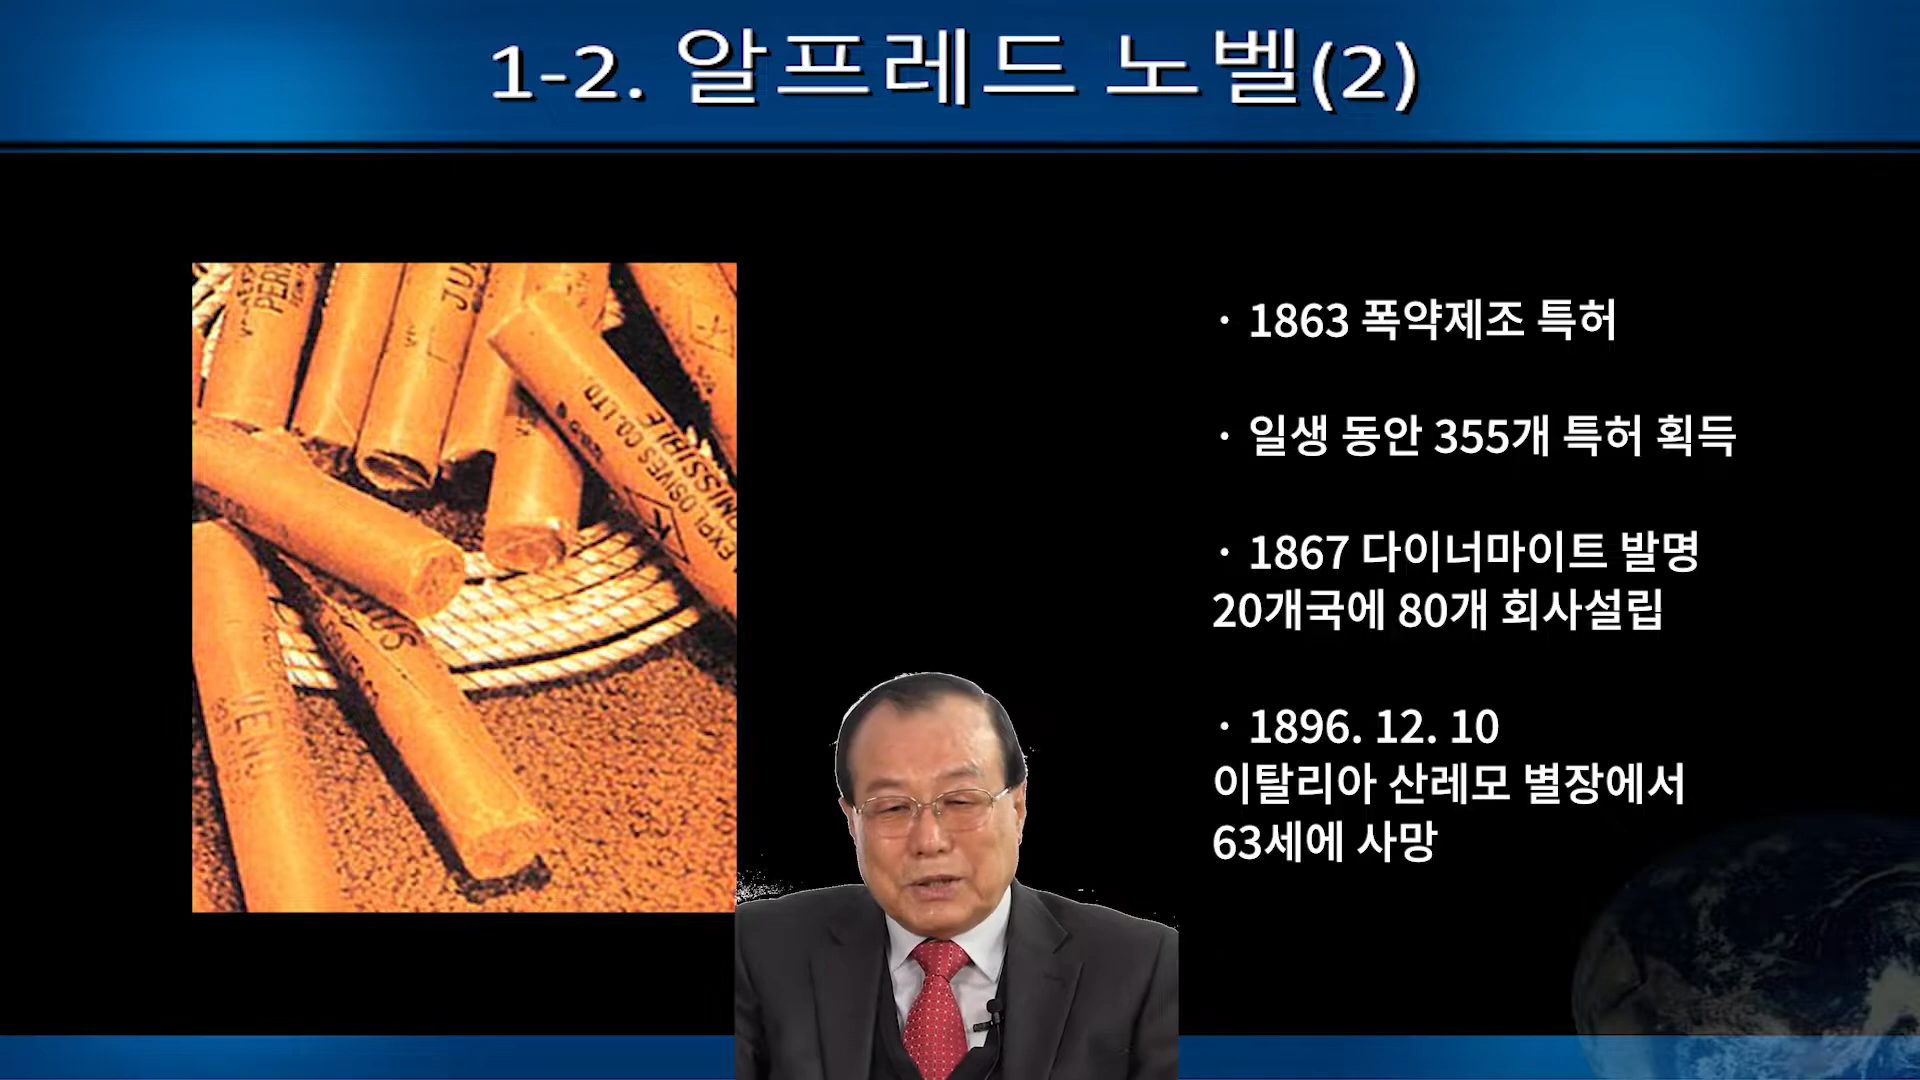 1-2. 알프레드 노벨(2)
· 1863 폭약제조 특허
· 일생 동안 355개 특허 획득
· 1867 다이너마이트 발명
20개국에 80개 회사설립
· 1896. 12. 10
이탈리아 산레모 별장에서
63세에 사망
EXPLOSIVES CO. LTD.